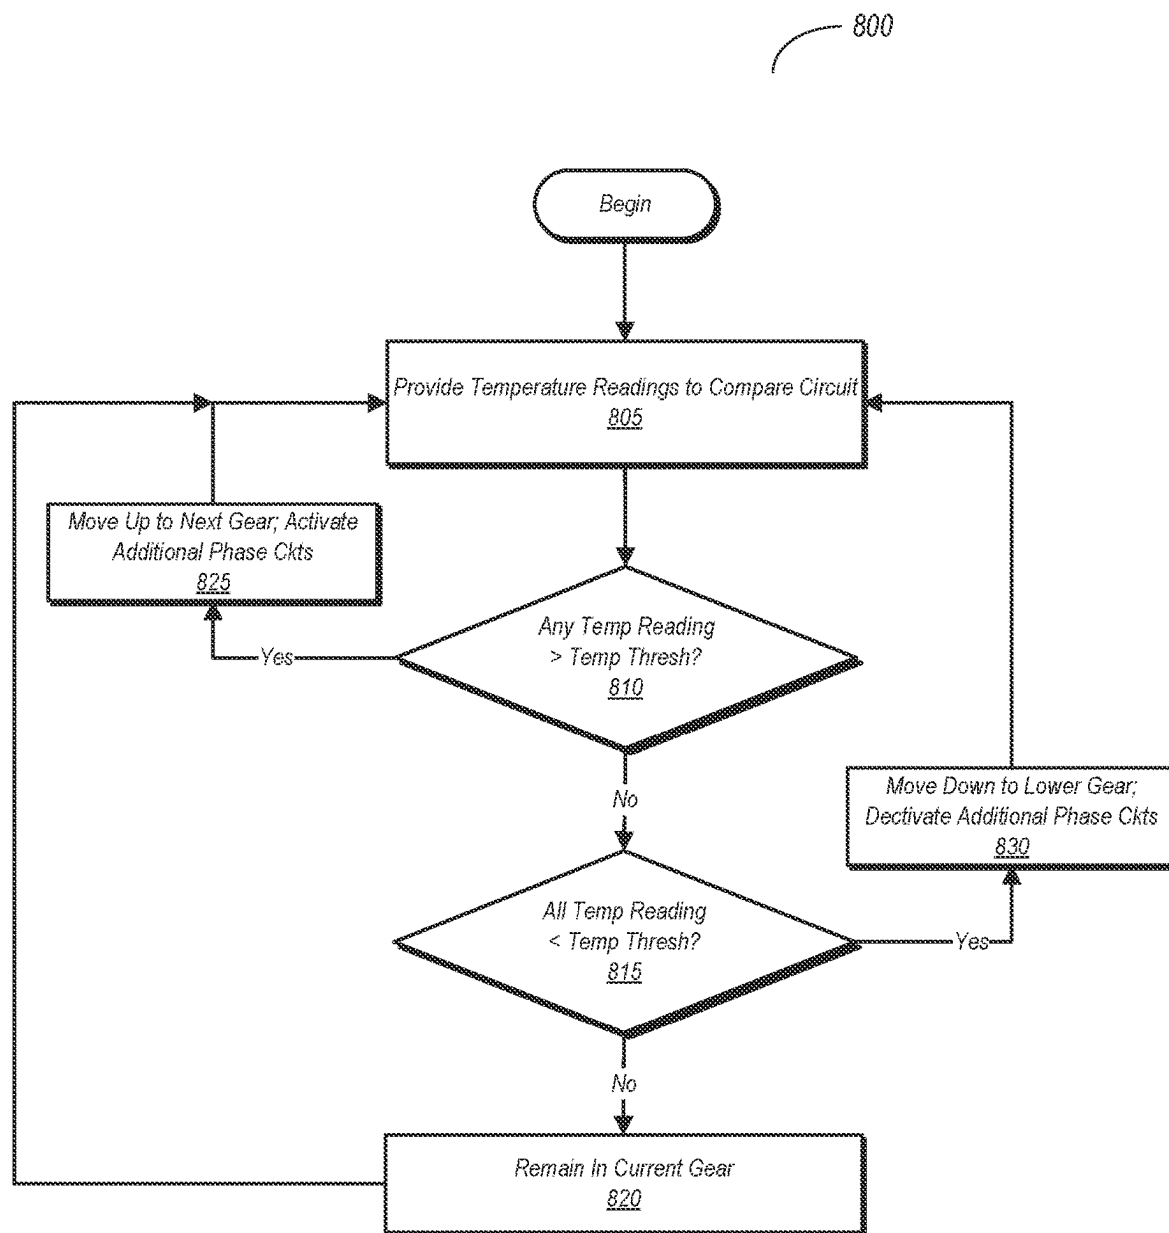 800
Begin
Provide Temperature Readings to Compare Circuit
805
Move Up to Next Gear; Activate
Additional Phase Ckts
825
Any Temp Reading
> Temp Thresh?
810
Yes
No
Move Down to Lower Gear;
Dectivate Additional Phase Ckts
830
All Temp Reading
< Temp Thresh?
815
Yes
No
Remain In Current Gear
820